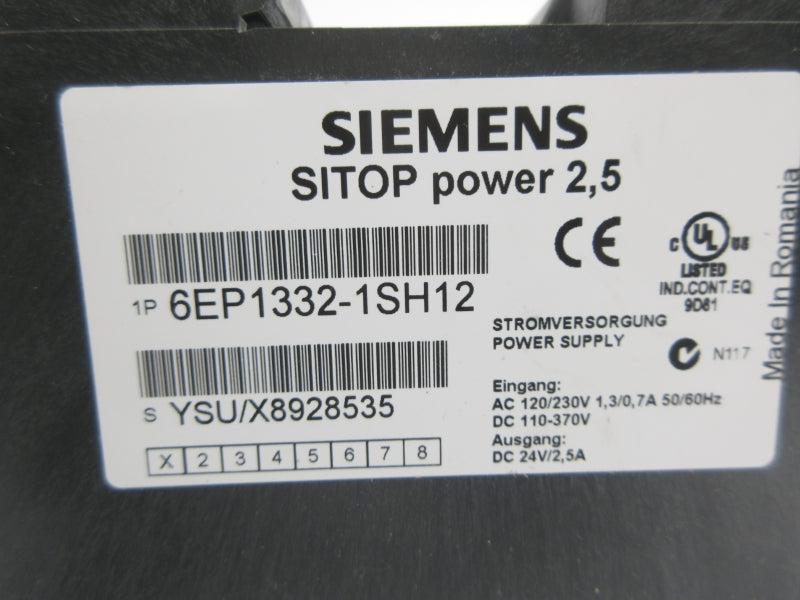 SIEMENS
SITOP power 2,5
CE
C UL US
LISTED
IND.CONT.EQ
9D61
1P 6EP1332-1SH12
STROMVERSORGUNG
POWER SUPPLY
N117
S YSU/X8928535
Eingang:
AC 120/230V 1,3/0,7A 50/60Hz
DC 110-370V
Ausgang:
DC 24V/2,5A
X 2 3 4 5 6 7 8
Made In Romania